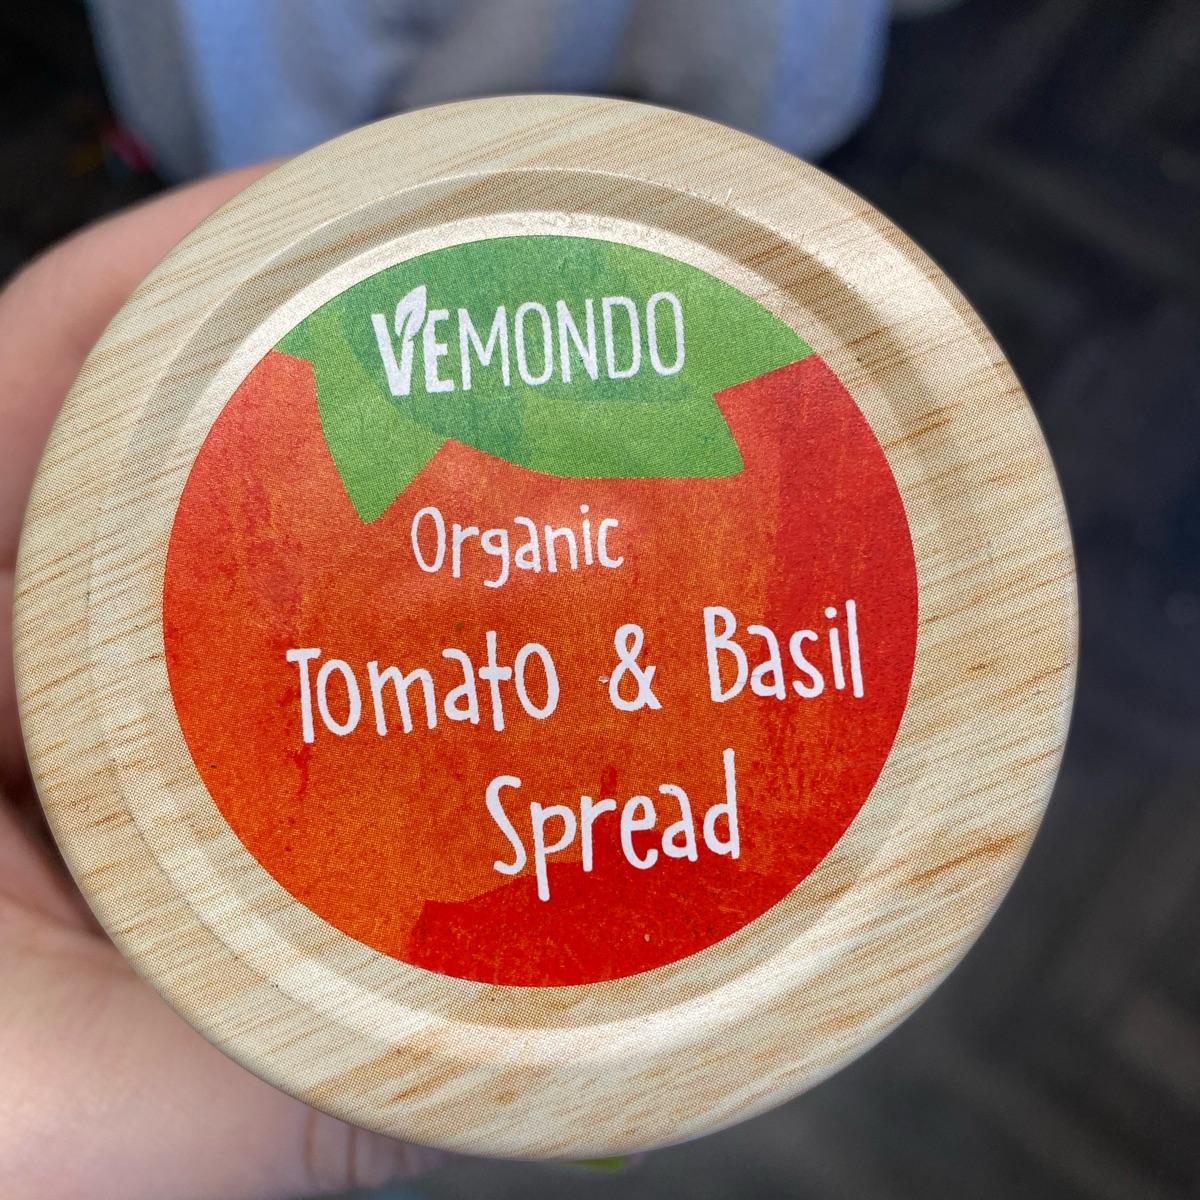 VEMONDO
Organic
Tomato & Basil
Spread